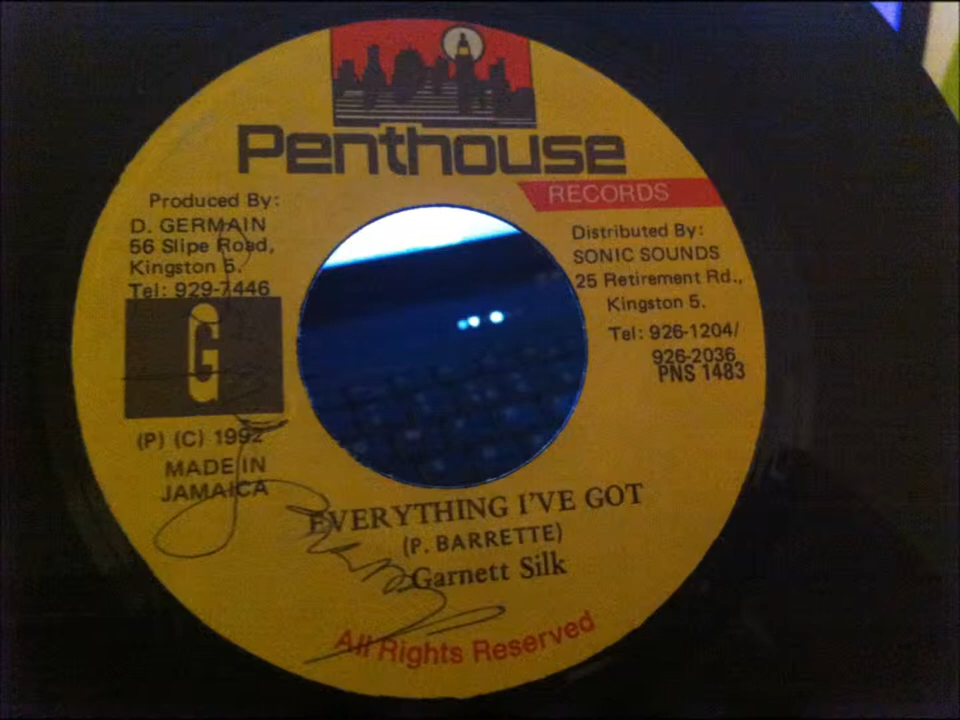 Penthouse
RECORDS
Produced By:
D. GERMAIN
56 Slipe Road,
Kingston 5.
Tel: 929-7446
G
(P) (C) 1992
MADE IN
JAMAICA
Distributed By:
SONIC SOUNDS
25 Retirement Rd.,
Kingston 5.
Tel: 926-1204/
926-2036
PNS 1483
EVERYTHING I'VE GOT
(P. BARRETTE)
Garnett Silk
All Rights Reserved